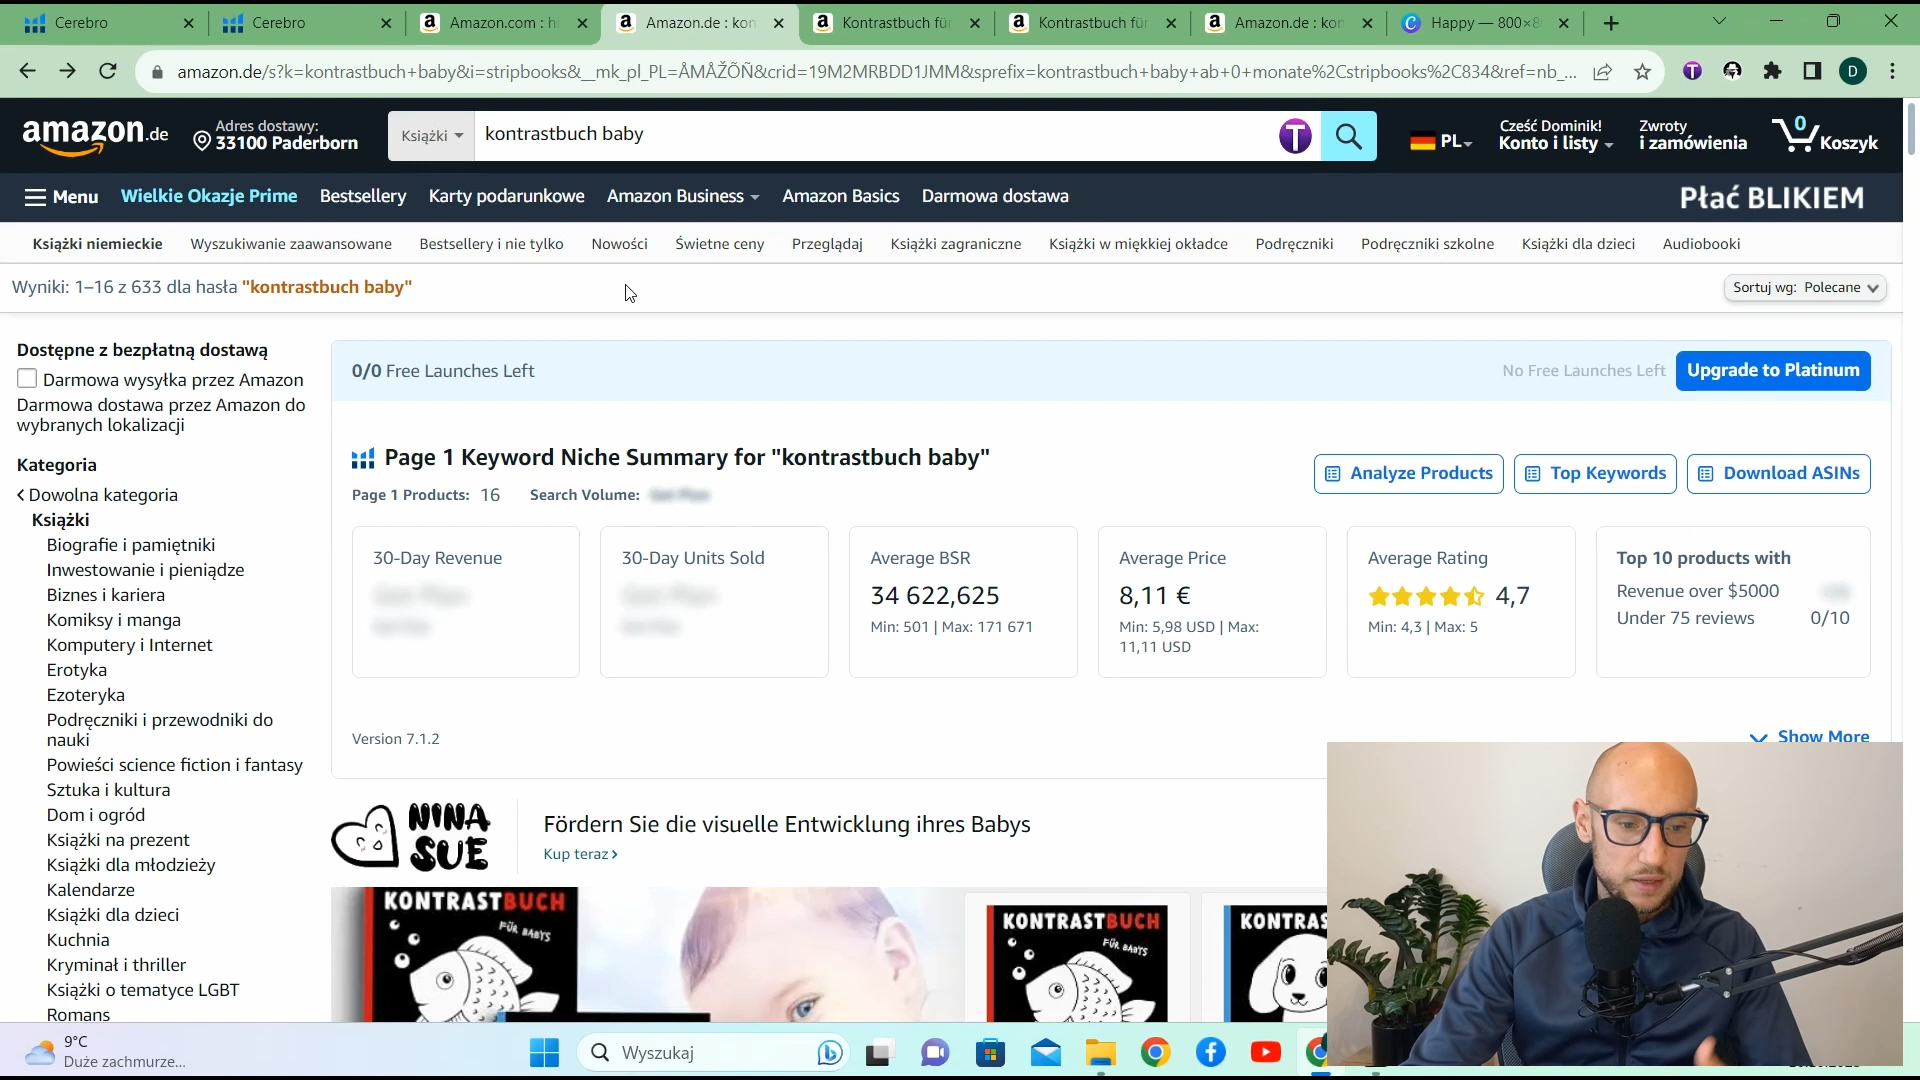 Cerebro
Cerebro
Amazon.com : h
Amazon.de : kon
Kontrastbuch fü
Kontrastbuch für
Amazon.de : kon
Happy — 800×8
amazon.de/s?k=kontrastbuch+baby&i=stripbooks&__mk_pl_PL=ÅMÅŽÕÑ&crid=19M2MRBDD1JMM&sprefix=kontrastbuch+baby+ab+0+monate%2Cstripbooks%2C834&ref=nb_...
D
amazon.de
Adres dostawy:
33100 Paderborn
Książki
kontrastbuch baby
T
PL
Cześć Dominik!
Konto i listy
Zwroty
i zamówienia
0
Koszyk
Menu
Wielkie Okazje Prime
Bestsellery
Karty podarunkowe
Amazon Business
Amazon Basics
Darmowa dostawa
Płać BLIKIEM
Książki niemieckie
Wyszukiwanie zaawansowane
Bestsellery i nie tylko
Nowości
Świetne ceny
Przeglądaj
Książki zagraniczne
Książki w miękkiej okładce
Podręczniki
Podręczniki szkolne
Książki dla dzieci
Audiobooki
Wyniki: 1–16 z 633 dla hasła "kontrastbuch baby"
Sortuj wg: Polecane
Dostępne z bezpłatną dostawą
Darmowa wysyłka przez Amazon
Darmowa dostawa przez Amazon do
wybranych lokalizacji
Kategoria
Dowolna kategoria
Książki
Biografie i pamiętniki
Inwestowanie i pieniądze
Biznes i kariera
Komiksy i manga
Komputery i Internet
Erotyka
Ezoteryka
Podręczniki i przewodniki do
nauki
Powieści science fiction i fantasy
Sztuka i kultura
Dom i ogród
Książki na prezent
Książki dla młodzieży
Kalendarze
Książki dla dzieci
Kuchnia
Kryminał i thriller
Książki o tematyce LGBT
Romans
0/0 Free Launches Left
No Free Launches Left
Upgrade to Platinum
Page 1 Keyword Niche Summary for "kontrastbuch baby"
Page 1 Products: 16
Search Volume:
Analyze Products
Top Keywords
Download ASINs
30-Day Revenue
30-Day Units Sold
Average BSR
34 622,625
Min: 501 | Max: 171 671
Average Price
8,11 €
Min: 5,98 USD | Max:
11,11 USD
Average Rating
4,7
Min: 4,3 | Max: 5
Top 10 products with
Revenue over $5000
Under 75 reviews 0/10
Version 7.1.2
Show More
NINA
SUE
Fördern Sie die visuelle Entwicklung ihres Babys
Kup teraz
KONTRASTBUCH
FÜR BABYS
KONTRASTBUCH
FÜR BABYS
KONTRAS
9°C
Duże zachmurze...
Wyszukaj